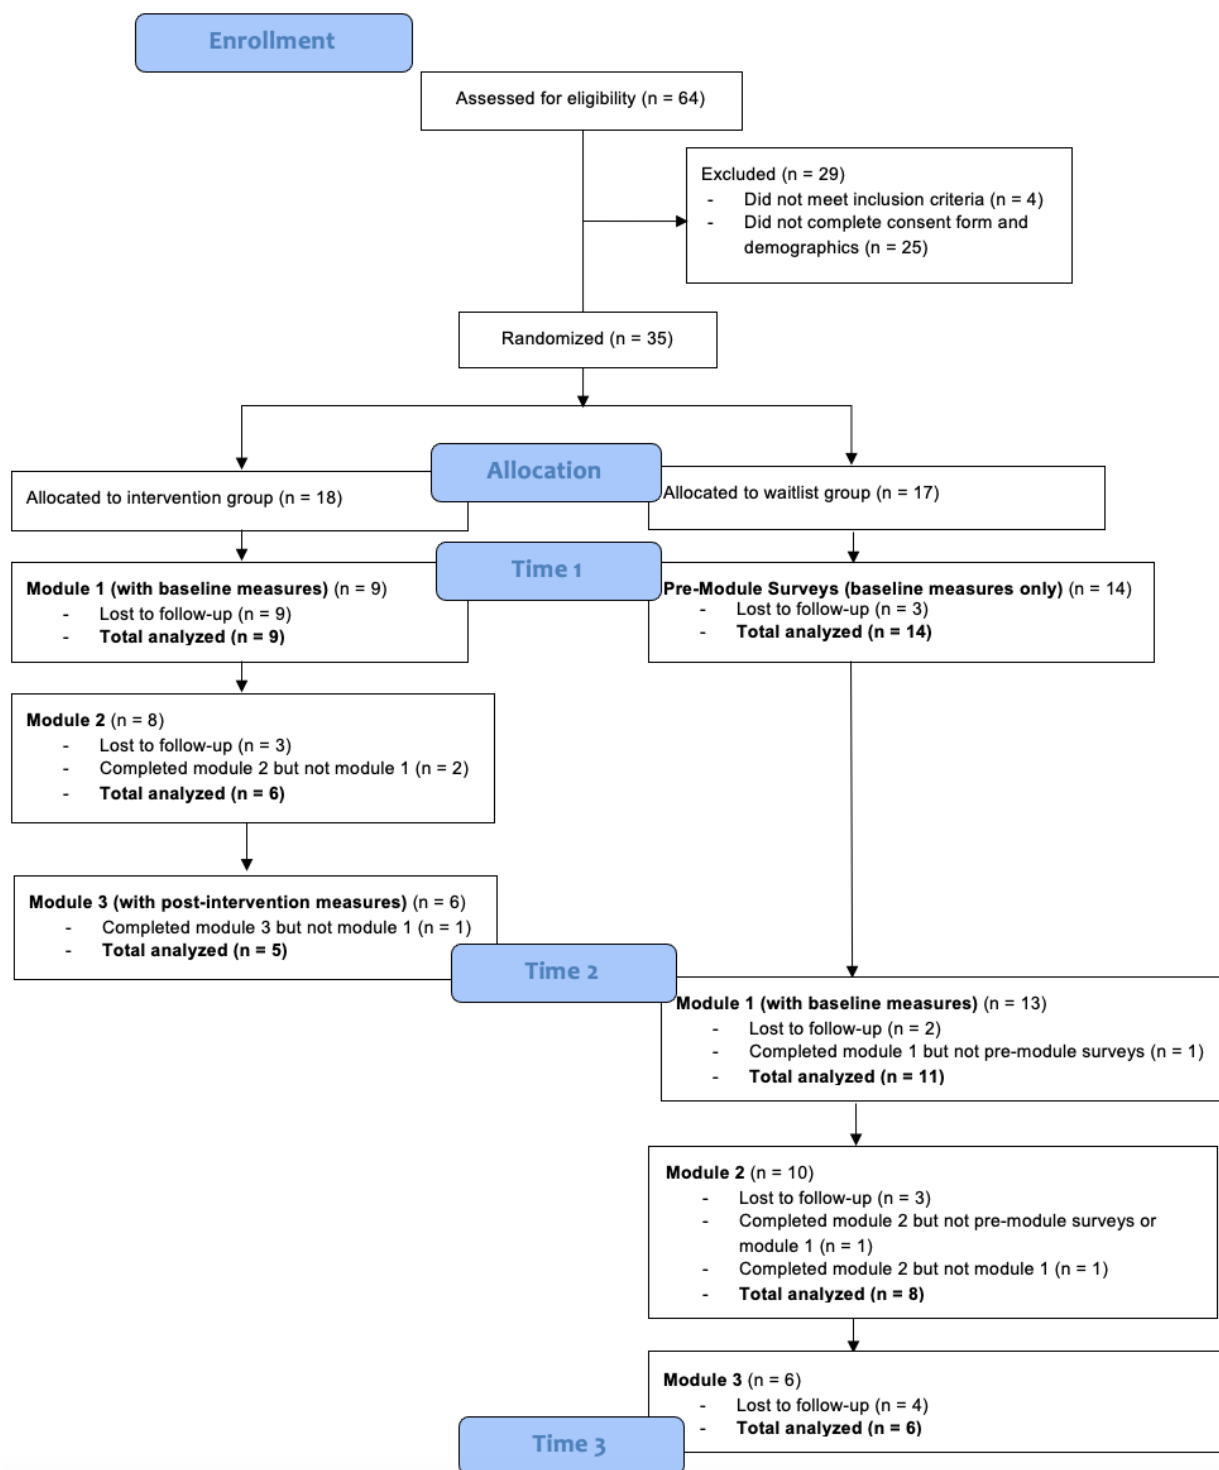 Enrollment
Assessed for eligibility (n = 64)
Excluded (n = 29)
- Did not meet inclusion criteria (n = 4)
- Did not complete consent form and
demographics (n = 25)
Randomized (n = 35)
Allocation
Allocated to intervention group (n = 18)
Allocated to waitlist group (n = 17)
Time 1
Module 1 (with baseline measures) (n = 9)
- Lost to follow-up (n = 9)
- Total analyzed (n = 9)
Pre-Module Surveys (baseline measures only) (n = 14)
- Lost to follow-up (n = 3)
- Total analyzed (n = 14)
Module 2 (n = 8)
- Lost to follow-up (n = 3)
- Completed module 2 but not module 1 (n = 2)
- Total analyzed (n = 6)
Module 3 (with post-intervention measures) (n = 6)
- Completed module 3 but not module 1 (n = 1)
- Total analyzed (n = 5)
Time 2
Module 1 (with baseline measures) (n = 13)
- Lost to follow-up (n = 2)
- Completed module 1 but not pre-module surveys (n = 1)
- Total analyzed (n = 11)
Module 2 (n = 10)
- Lost to follow-up (n = 3)
- Completed module 2 but not pre-module surveys or
module 1 (n = 1)
- Completed module 2 but not module 1 (n = 1)
- Total analyzed (n = 8)
Module 3 (n = 6)
- Lost to follow-up (n = 4)
- Total analyzed (n = 6)
Time 3